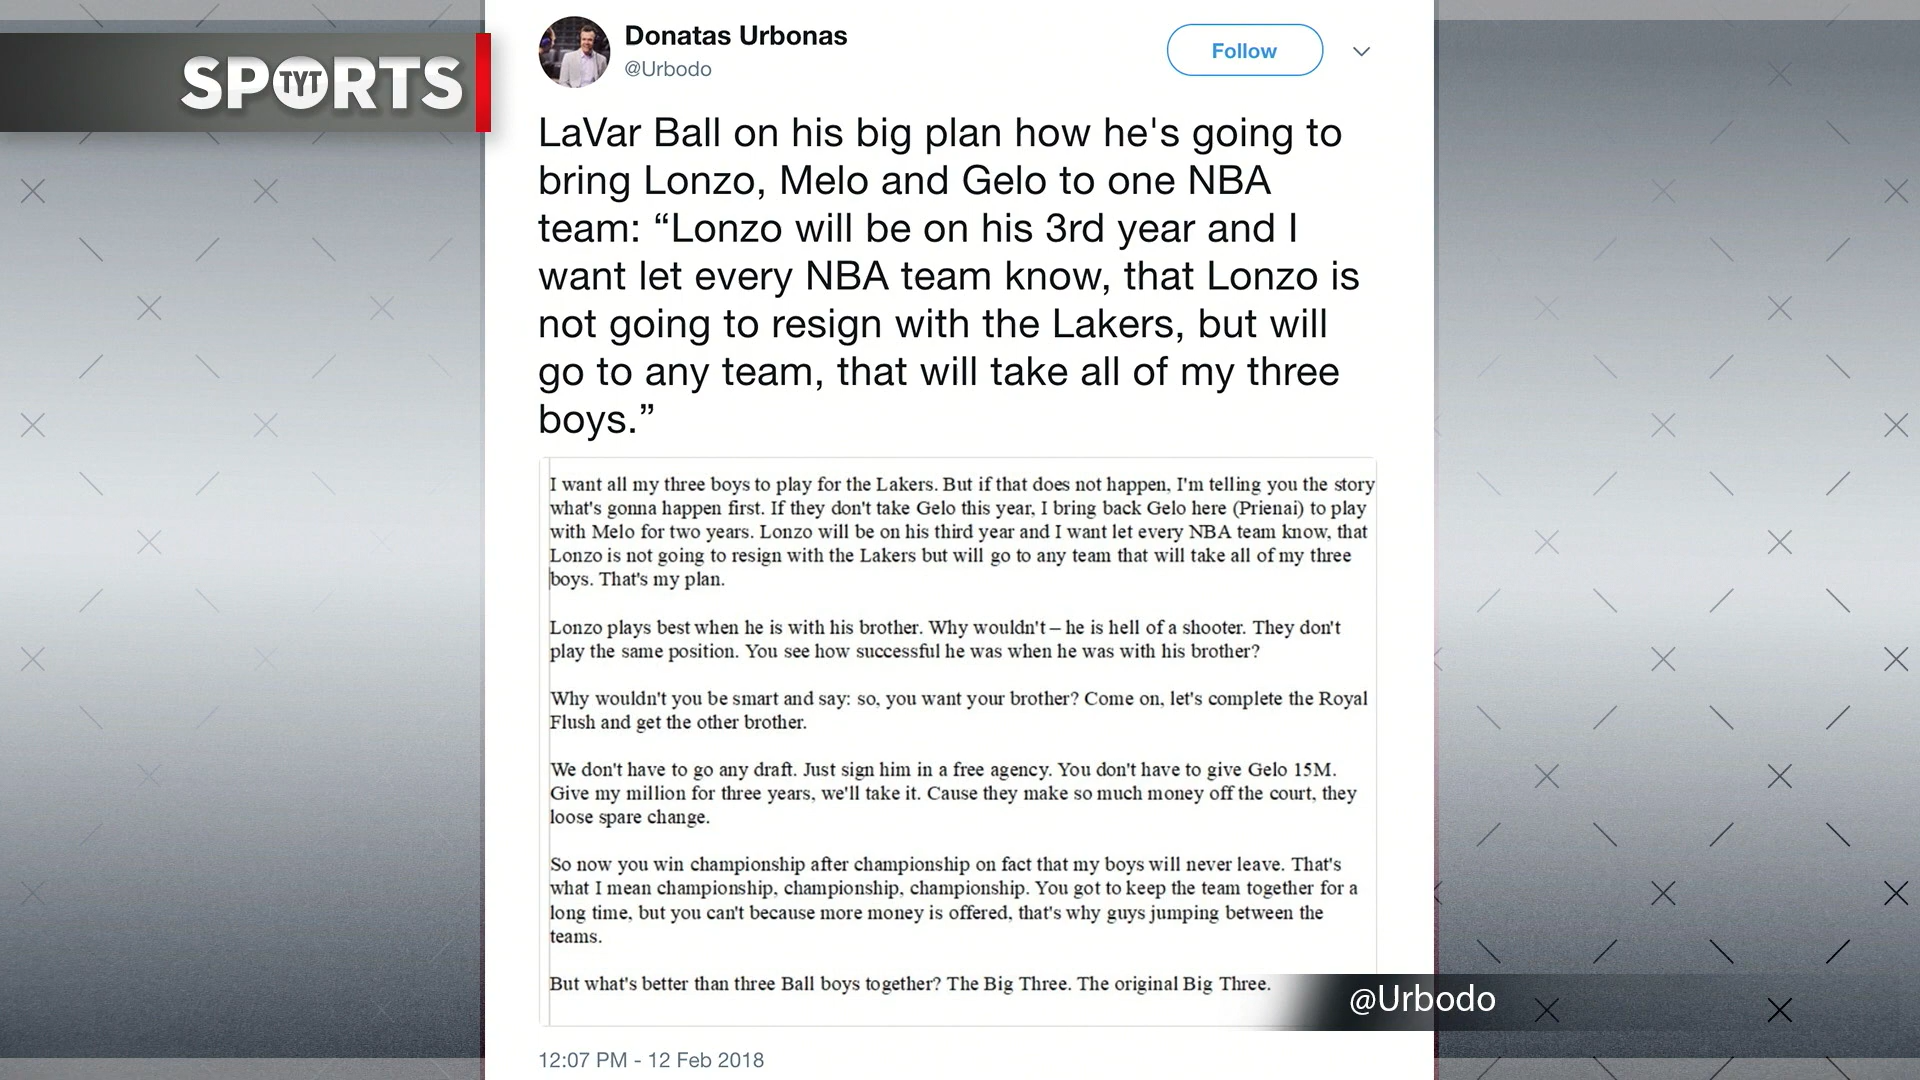 SPORTS
TYT
Donatas Urbonas
@Urbodo
Follow
LaVar Ball on his big plan how he's going to
bring Lonzo, Melo and Gelo to one NBA
team: “Lonzo will be on his 3rd year and I
want let every NBA team know, that Lonzo is
not going to resign with the Lakers, but will
go to any team, that will take all of my three
boys.”
I want all my three boys to play for the Lakers. But if that does not happen, I'm telling you the story
what's gonna happen first. If they don't take Gelo this year, I bring back Gelo here (Prienai) to play
with Melo for two years. Lonzo will be on his third year and I want let every NBA team know, that
Lonzo is not going to resign with the Lakers but will go to any team that will take all of my three
boys. That's my plan.
Lonzo plays best when he is with his brother. Why wouldn't – he is hell of a shooter. They don't
play the same position. You see how successful he was when he was with his brother?
Why wouldn't you be smart and say: so, you want your brother? Come on, let's complete the Royal
Flush and get the other brother.
We don't have to go any draft. Just sign him in a free agency. You don't have to give Gelo 15M.
Give my million for three years, we'll take it. Cause they make so much money off the court, they
loose spare change.
So now you win championship after championship on fact that my boys will never leave. That's
what I mean championship, championship, championship. You got to keep the team together for a
long time, but you can't because more money is offered, that's why guys jumping between the
teams.
But what's better than three Ball boys together? The Big Three. The original Big Three.
@Urbodo
12:07 PM - 12 Feb 2018